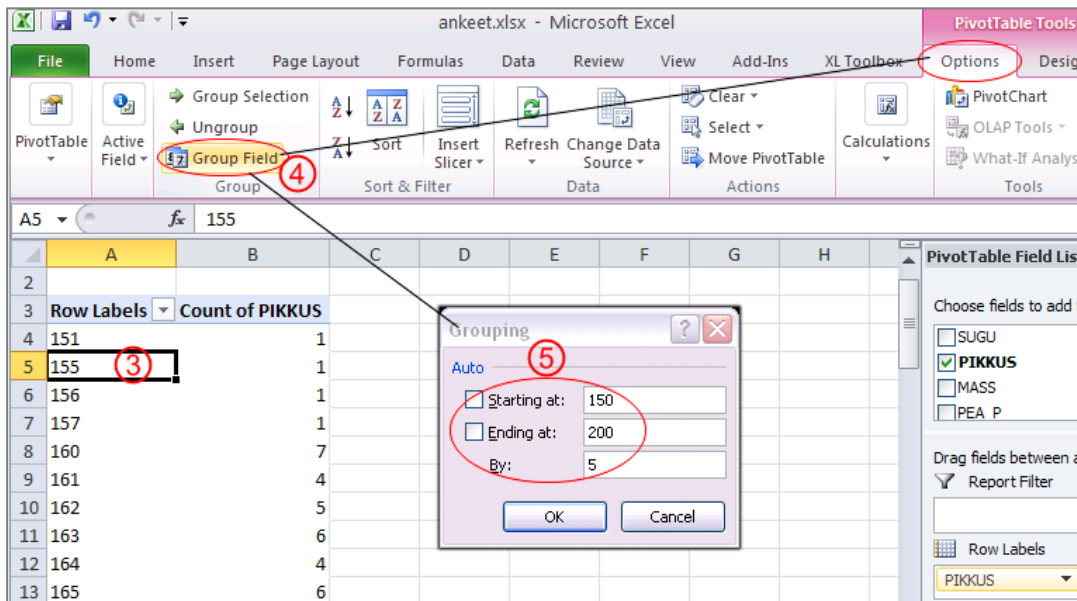 ankeet.xlsx - Microsoft Excel
PivotTable Tools
File Home Insert Page Layout Formulas Data Review View Add-Ins XL Toolbox Options Desig
PivotTable
Active Field
Group Selection
Ungroup
Group Field
4
Group
Sort
Insert Slicer
Sort & Filter
Refresh
Change Data Source
Data
Clear
Select
Move PivotTable
Actions
Calculations
PivotChart
OLAP Tools
What-If Analys
Tools
A5 fx 155
A B C D E F G H
2
3 Row Labels Count of PIKKUS
4 151 1
5 155 3 1
6 156 1
7 157 1
8 160 7
9 161 4
10 162 5
11 163 6
12 164 4
13 165 6
Grouping
5
Auto
Starting at: 150
Ending at: 200
By: 5
OK Cancel
PivotTable Field Lis
Choose fields to add
SUGU
PIKKUS
MASS
PEA_P
Drag fields between a
Report Filter
Row Labels
PIKKUS